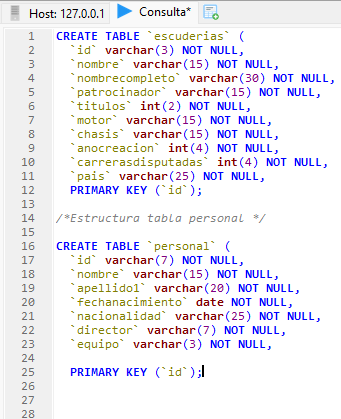 Host: 127.0.0.1 Consulta*
1 CREATE TABLE `escuderias` (
2 `id` varchar(3) NOT NULL,
3 `nombre` varchar(15) NOT NULL,
4 `nombrecompleto` varchar(30) NOT NULL,
5 `patrocinador` varchar(15) NOT NULL,
6 `titulos` int(2) NOT NULL,
7 `motor` varchar(15) NOT NULL,
8 `chasis` varchar(15) NOT NULL,
9 `anocreacion` int(4) NOT NULL,
10 `carrerasdisputadas` int(4) NOT NULL,
11 `pais` varchar(25) NOT NULL,
12 PRIMARY KEY (`id`);
13
14 /*Estructura tabla personal */
15
16 CREATE TABLE `personal` (
17 `id` varchar(7) NOT NULL,
18 `nombre` varchar(15) NOT NULL,
19 `apellido1` varchar(20) NOT NULL,
20 `fechanacimiento` date NOT NULL,
21 `nacionalidad` varchar(25) NOT NULL,
22 `director` varchar(7) NOT NULL,
23 `equipo` varchar(3) NOT NULL,
24
25 PRIMARY KEY (`id`);
26
27
28